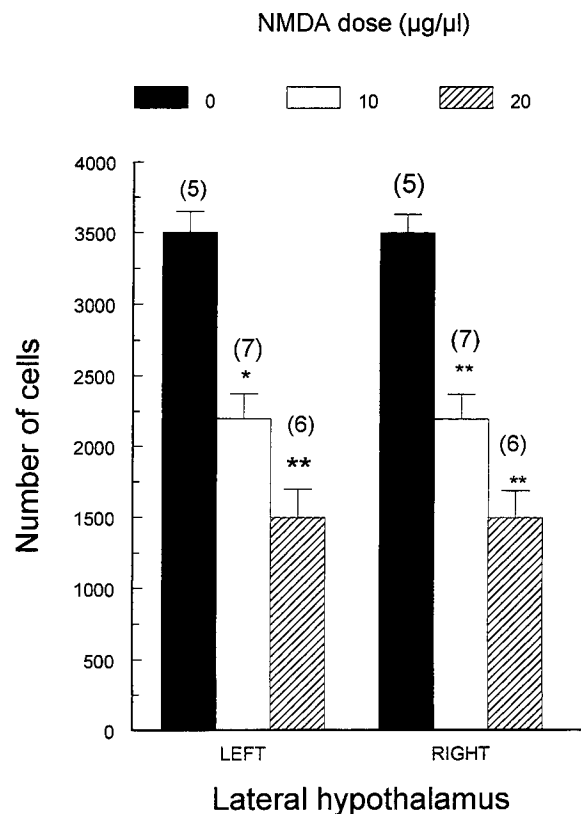 NMDA dose (µg/µl)
0 10 20
4000
(5) (5)
3500
3000
(7) (7)
* **
2500
(6) (6)
2000
** **
1500
1000
500
0
Number of cells
LEFT RIGHT
Lateral hypothalamus